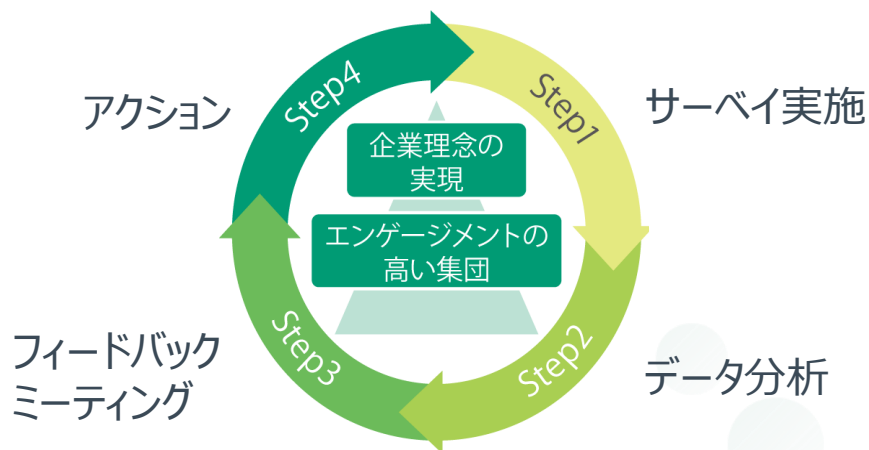 Step1
サーベイ実施
Step2
データ分析
Step3
フィードバック
ミーティング
Step4
アクション
企業理念の
実現
エンゲージメントの
高い集団